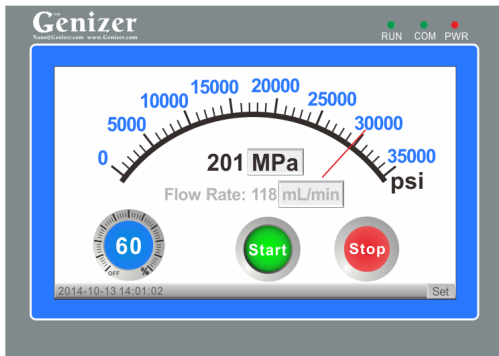 Genizer™
Nano@Genizer.com www.Genizer.com
RUN COM PWR
0 5000 10000 15000 20000 25000 30000 35000
psi
201 MPa
Flow Rate: 118 mL/min
60
OFF %
Start
Stop
2014-10-13 14:01:02
Set